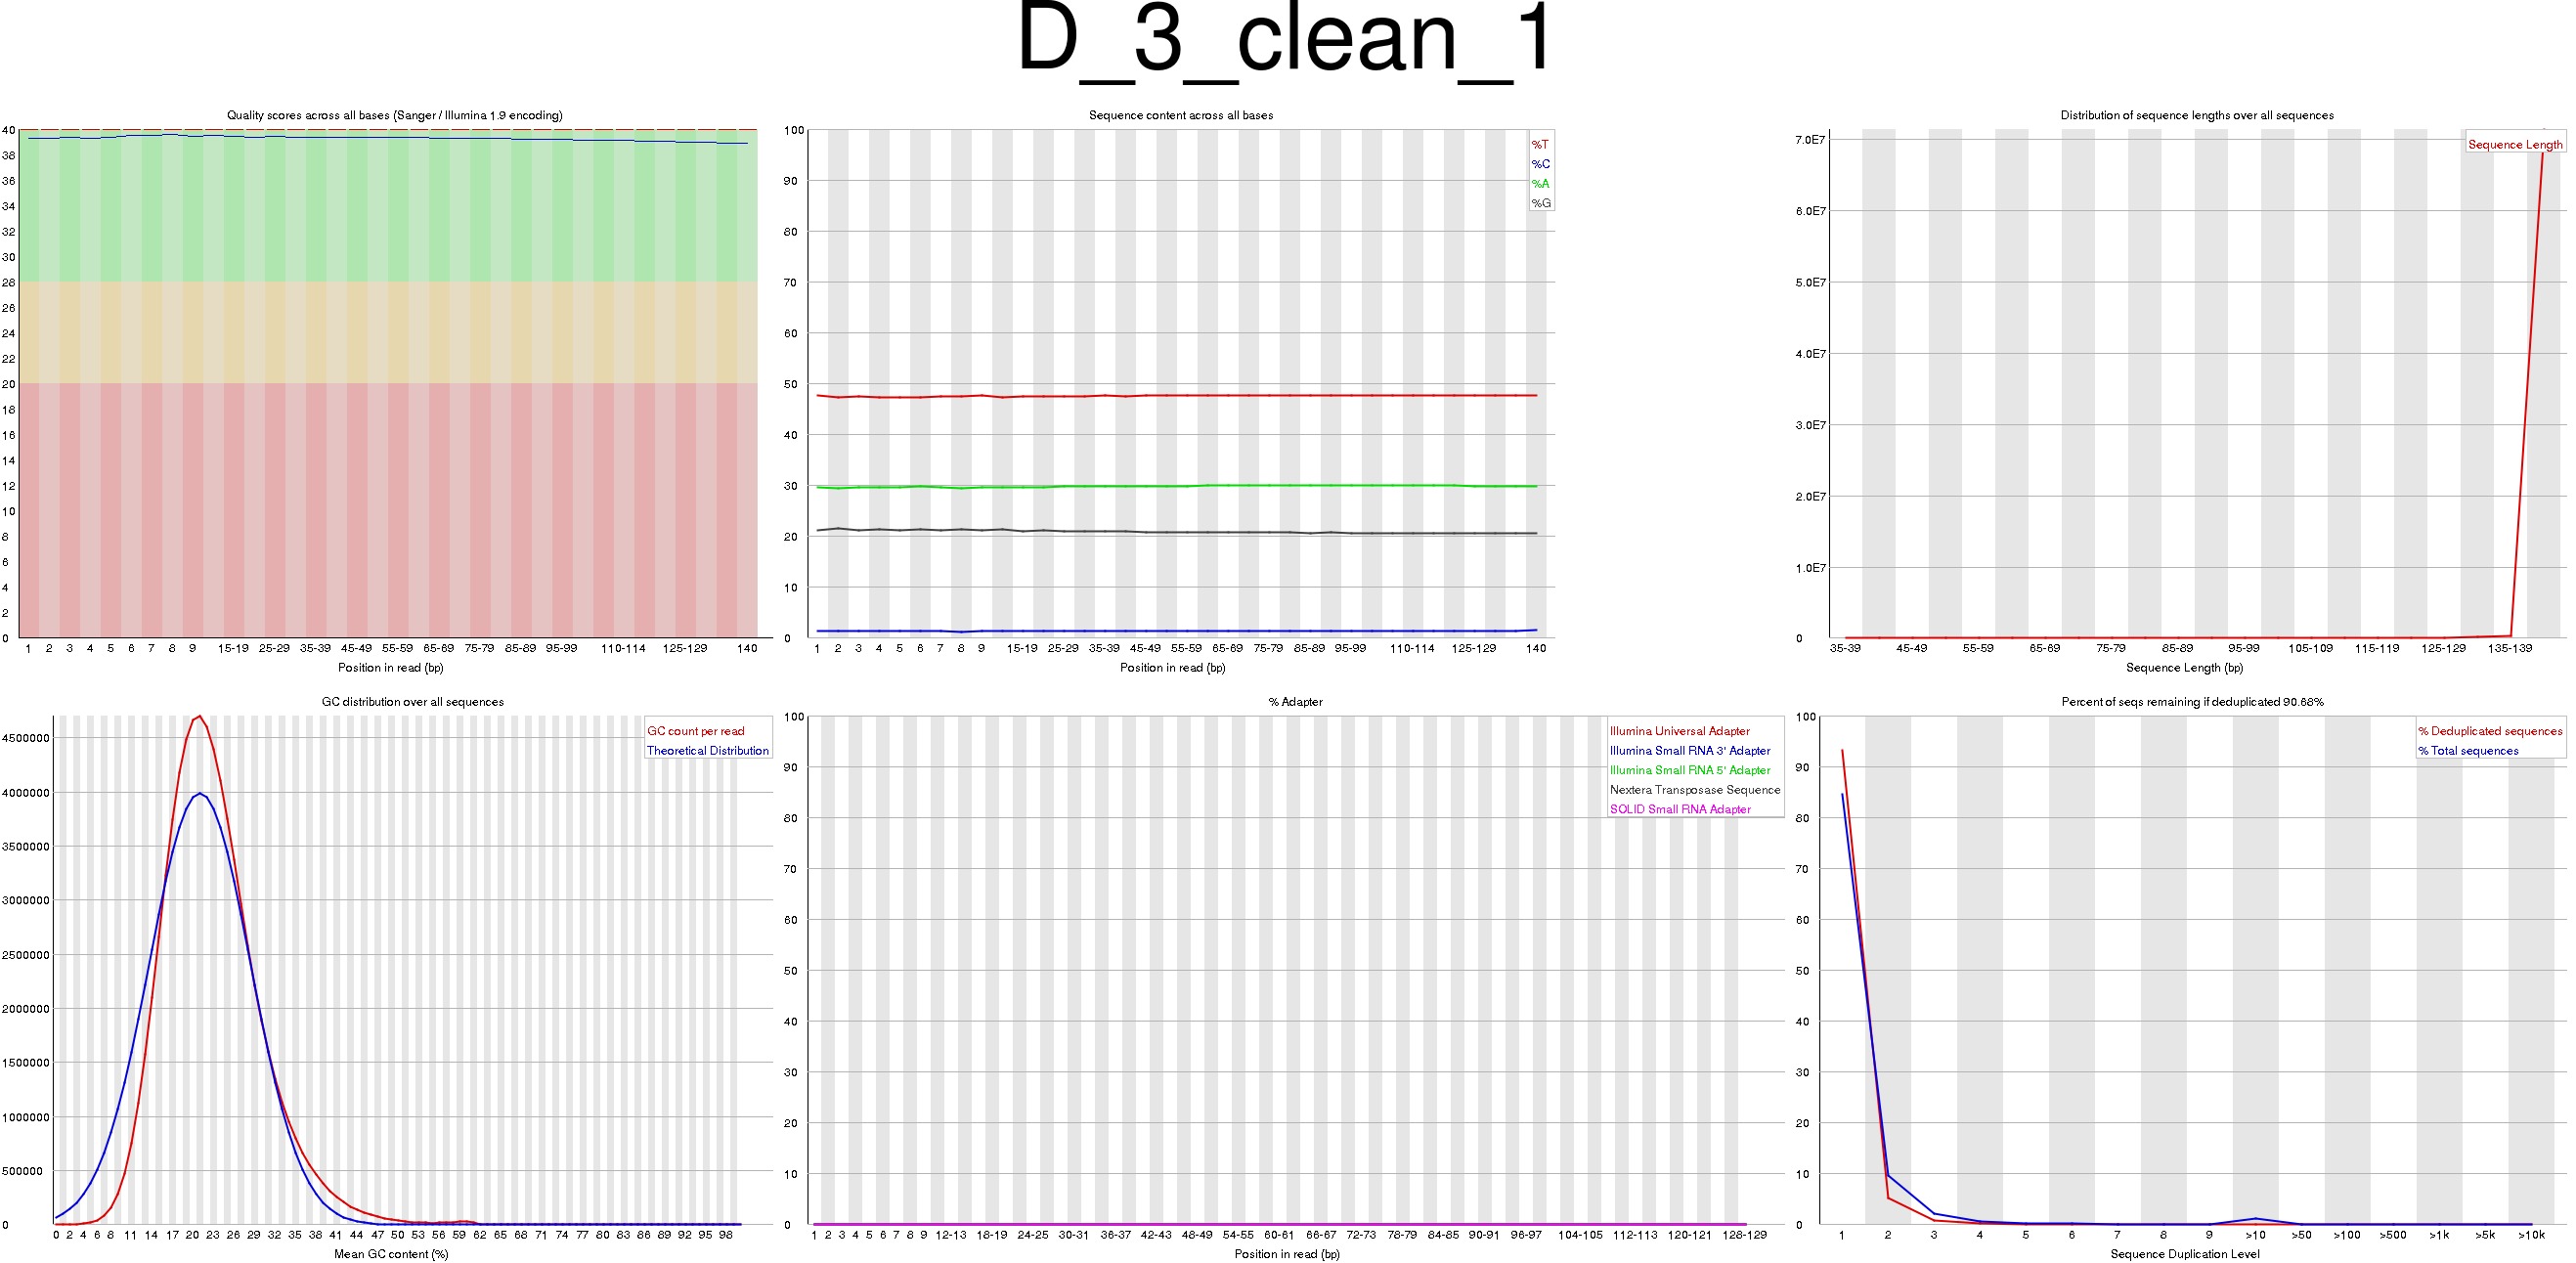 D_3_clean_1
Quality scores across all bases (Sanger / Illumina 1.9 encoding)
40
38
36
34
32
30
28
26
24
22
20
18
16
14
12
10
8
6
4
2
0
1 2 3 4 5 6 7 8 9 15-19 25-29 35-39 45-49 55-59 65-69 75-79 85-89 95-99 110-114 125-129 140
Position in read (bp)
Sequence content across all bases
100
90
80
70
60
50
40
30
20
10
0
%T
%C
%A
%G
1 2 3 4 5 6 7 8 9 15-19 25-29 35-39 45-49 55-59 65-69 75-79 85-89 95-99 110-114 125-129 140
Position in read (bp)
Distribution of sequence lengths over all sequences
7.0E7
6.0E7
5.0E7
4.0E7
3.0E7
2.0E7
1.0E7
0
Sequence Length
35-39 45-49 55-59 65-69 75-79 85-89 95-99 105-109 115-119 125-129 135-139
Sequence Length (bp)
GC distribution over all sequences
4500000
4000000
3500000
3000000
2500000
2000000
1500000
1000000
500000
0
GC count per read
Theoretical Distribution
0 2 4 6 8 11 14 17 20 23 26 29 32 35 38 41 44 47 50 53 56 59 62 65 68 71 74 77 80 83 86 89 92 95 98
Mean GC content (%)
% Adapter
100
90
80
70
60
50
40
30
20
10
0
Illumina Universal Adapter
Illumina Small RNA 3' Adapter
Illumina Small RNA 5' Adapter
Nextera Transposase Sequence
SOLID Small RNA Adapter
1 2 3 4 5 6 7 8 9 12-13 18-19 24-25 30-31 36-37 42-43 48-49 54-55 60-61 66-67 72-73 78-79 84-85 90-91 96-97 104-105 112-113 120-121 128-129
Position in read (bp)
Percent of seqs remaining if deduplicated 90.68%
100
90
80
70
60
50
40
30
20
10
0
% Deduplicated sequences
% Total sequences
1 2 3 4 5 6 7 8 9 >10 >50 >100 >500 >1k >5k >10k
Sequence Duplication Level